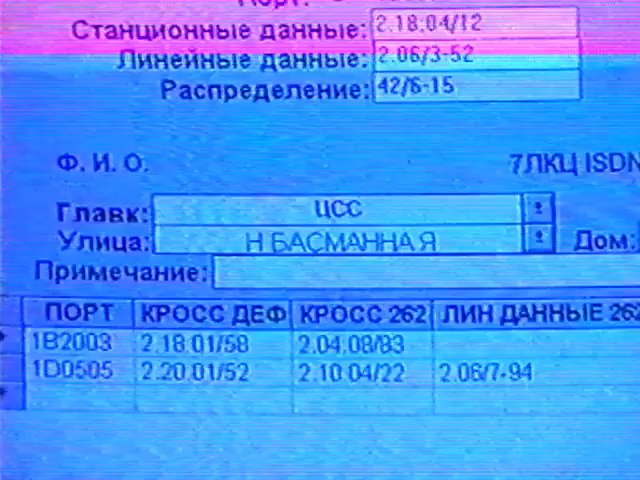 Порт:
Станционные данные: 2.18.04/12
Линейные данные: 2.06/3-52
Распределение: 42/6-15
Ф. И. О. 7ЛКЦ ISDN
Главк: ЦСС
Улица: Н БАСМАННАЯ Дом:
Примечание:
ПОРТ КРОСС ДЕФ КРОСС 262 ЛИН ДАННЫЕ 262
1B2003 2.18.01/58 2.04.08/83
1D0505 2.20.01/52 2.10.04/22 2.06/7-94